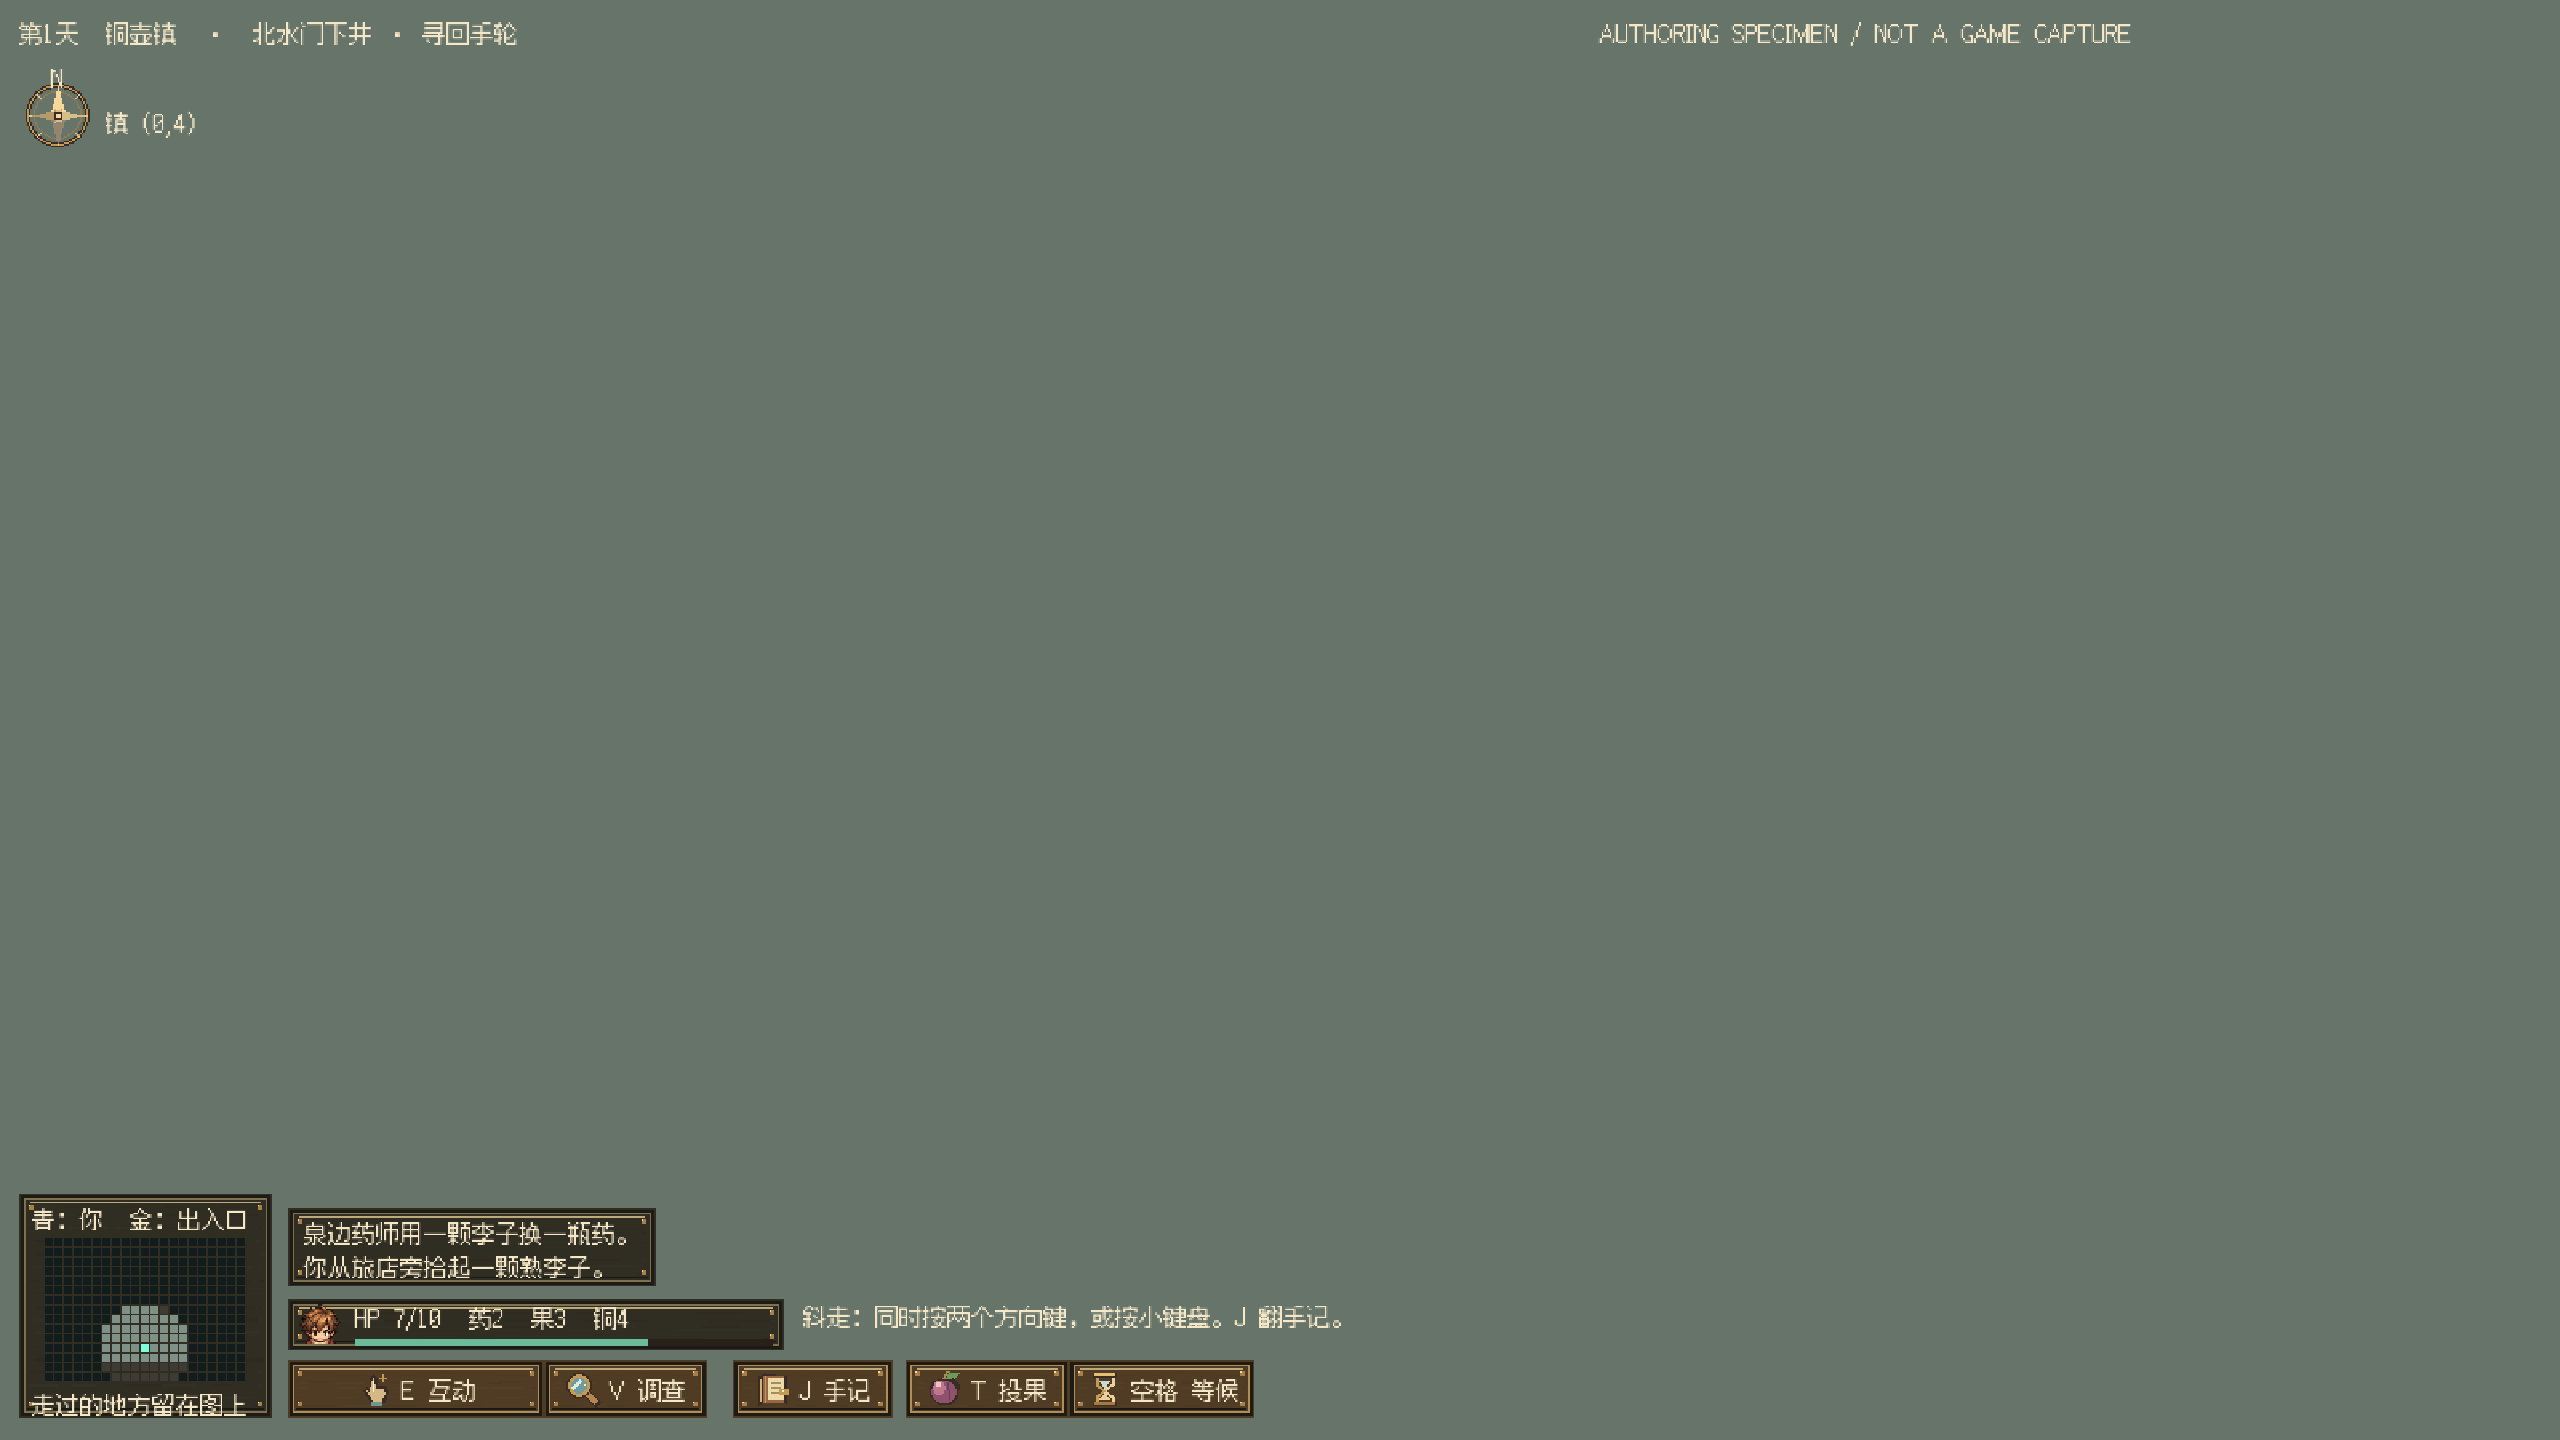 第1天 铜壶镇 · 北水门下井 · 寻回手轮
AUTHORING SPECIMEN / NOT A GAME CAPTURE
N
镇 (0,4)
青: 你 金: 出入口
走过的地方留在图上
泉边药师用一颗李子换一瓶药。
你从旅店旁拾起一颗熟李子。
HP 7/10 药2 果3 铜4
斜走: 同时按两个方向键, 或按小键盘。J 翻手记。
E 互动
V 调查
J 手记
T 投果
空格 等候